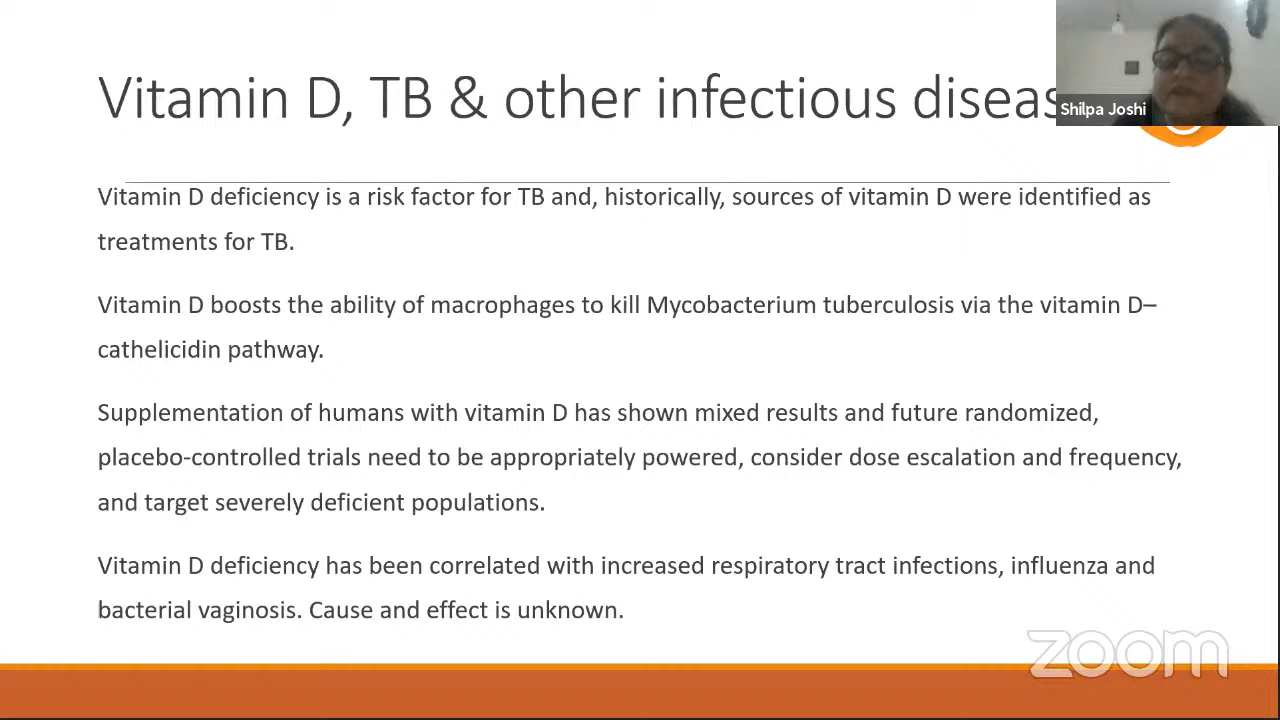 Vitamin D, TB & other infectious diseas
Shilpa Joshi
Vitamin D deficiency is a risk factor for TB and, historically, sources of vitamin D were identified as
treatments for TB.
Vitamin D boosts the ability of macrophages to kill Mycobacterium tuberculosis via the vitamin D–
cathelicidin pathway.
Supplementation of humans with vitamin D has shown mixed results and future randomized,
placebo-controlled trials need to be appropriately powered, consider dose escalation and frequency,
and target severely deficient populations.
Vitamin D deficiency has been correlated with increased respiratory tract infections, influenza and
bacterial vaginosis. Cause and effect is unknown.
zoom